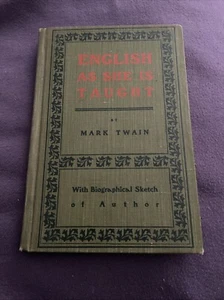 ENGLISH
AS SHE IS
TAUGHT
BY
MARK TWAIN
With Biographical Sketch
of Author